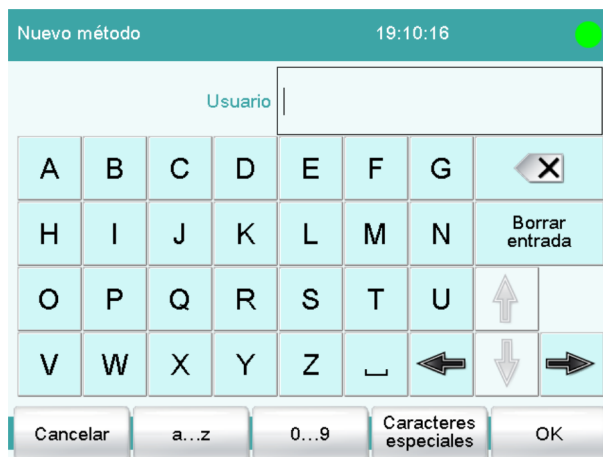 Nuevo método 19:10:16
Usuario
A B C D E F G
H I J K L M N Borrar entrada
O P Q R S T U
V W X Y Z
Cancelar a...z 0...9 Caracteres especiales OK